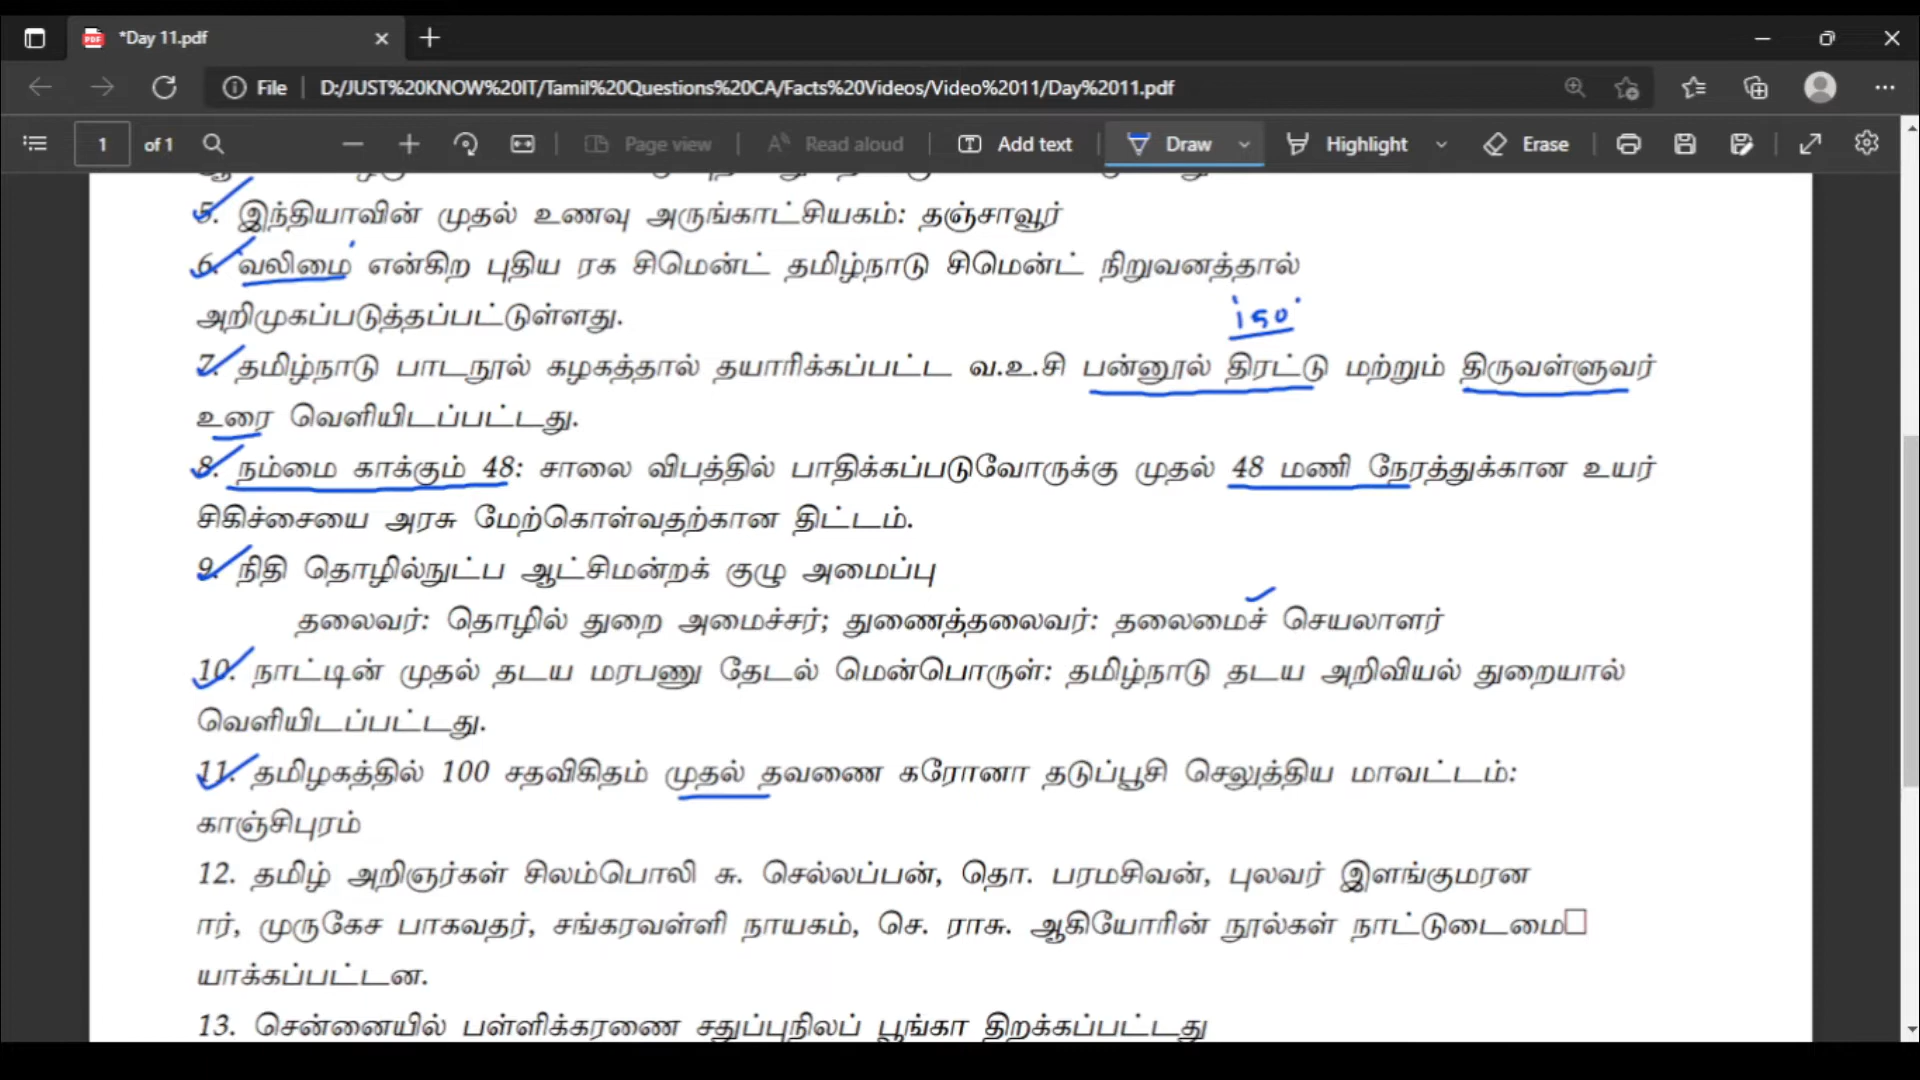 *Day 11.pdf
File D:/JUST%20KNOW%20IT/Tamil%20Questions%20CA/Facts%20Videos/Video%2011/Day%2011.pdf
1 of 1 Page view Read aloud Add text Draw Highlight Erase
5. இந்தியாவின் முதல் உணவு அருங்காட்சியகம்: தஞ்சாவூர்
6. 'வலிமை' என்கிற புதிய ரக சிமென்ட் தமிழ்நாடு சிமென்ட் நிறுவனத்தால்
அறிமுகப்படுத்தப்பட்டுள்ளது.
150
7. தமிழ்நாடு பாடநூல் கழகத்தால் தயாரிக்கப்பட்ட வ.உ.சி பன்னூல் திரட்டு மற்றும் திருவள்ளுவர்
உரை வெளியிடப்பட்டது.
8. நம்மை காக்கும் 48: சாலை விபத்தில் பாதிக்கப்படுவோருக்கு முதல் 48 மணி நேரத்துக்கான உயர்
சிகிச்சையை அரசு மேற்கொள்வதற்கான திட்டம்.
9. நிதி தொழில்நுட்ப ஆட்சிமன்றக் குழு அமைப்பு
தலைவர்: தொழில் துறை அமைச்சர்; துணைத்தலைவர்: தலைமைச் செயலாளர்
10. நாட்டின் முதல் தடய மரபணு தேடல் மென்பொருள்: தமிழ்நாடு தடய அறிவியல் துறையால்
வெளியிடப்பட்டது.
11. தமிழகத்தில் 100 சதவிகிதம் முதல் தவணை கரோனா தடுப்பூசி செலுத்திய மாவட்டம்:
காஞ்சிபுரம்
12. தமிழ் அறிஞர்கள் சிலம்பொலி சு. செல்லப்பன், தொ. பரமசிவன், புலவர் இளங்குமரன
ார், முருகேச பாகவதர், சங்கரவள்ளி நாயகம், செ. ராசு. ஆகியோரின் நூல்கள் நாட்டுடைமை
யாக்கப்பட்டன.
13. சென்னையில் பள்ளிக்கரணை சதுப்புநிலப் பூங்கா திறக்கப்பட்டது